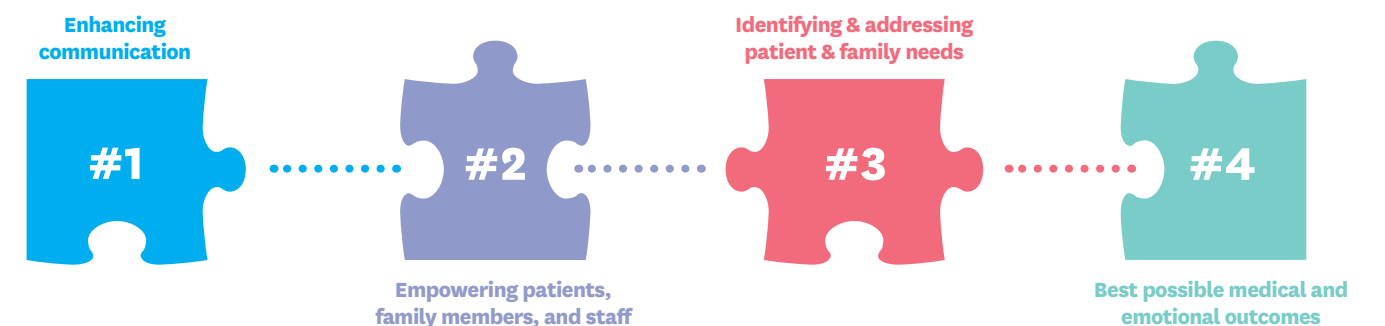 Enhancing
communication
#1
#2
Empowering patients,
family members, and staff
Identifying & addressing
patient & family needs
#3
#4
Best possible medical and
emotional outcomes